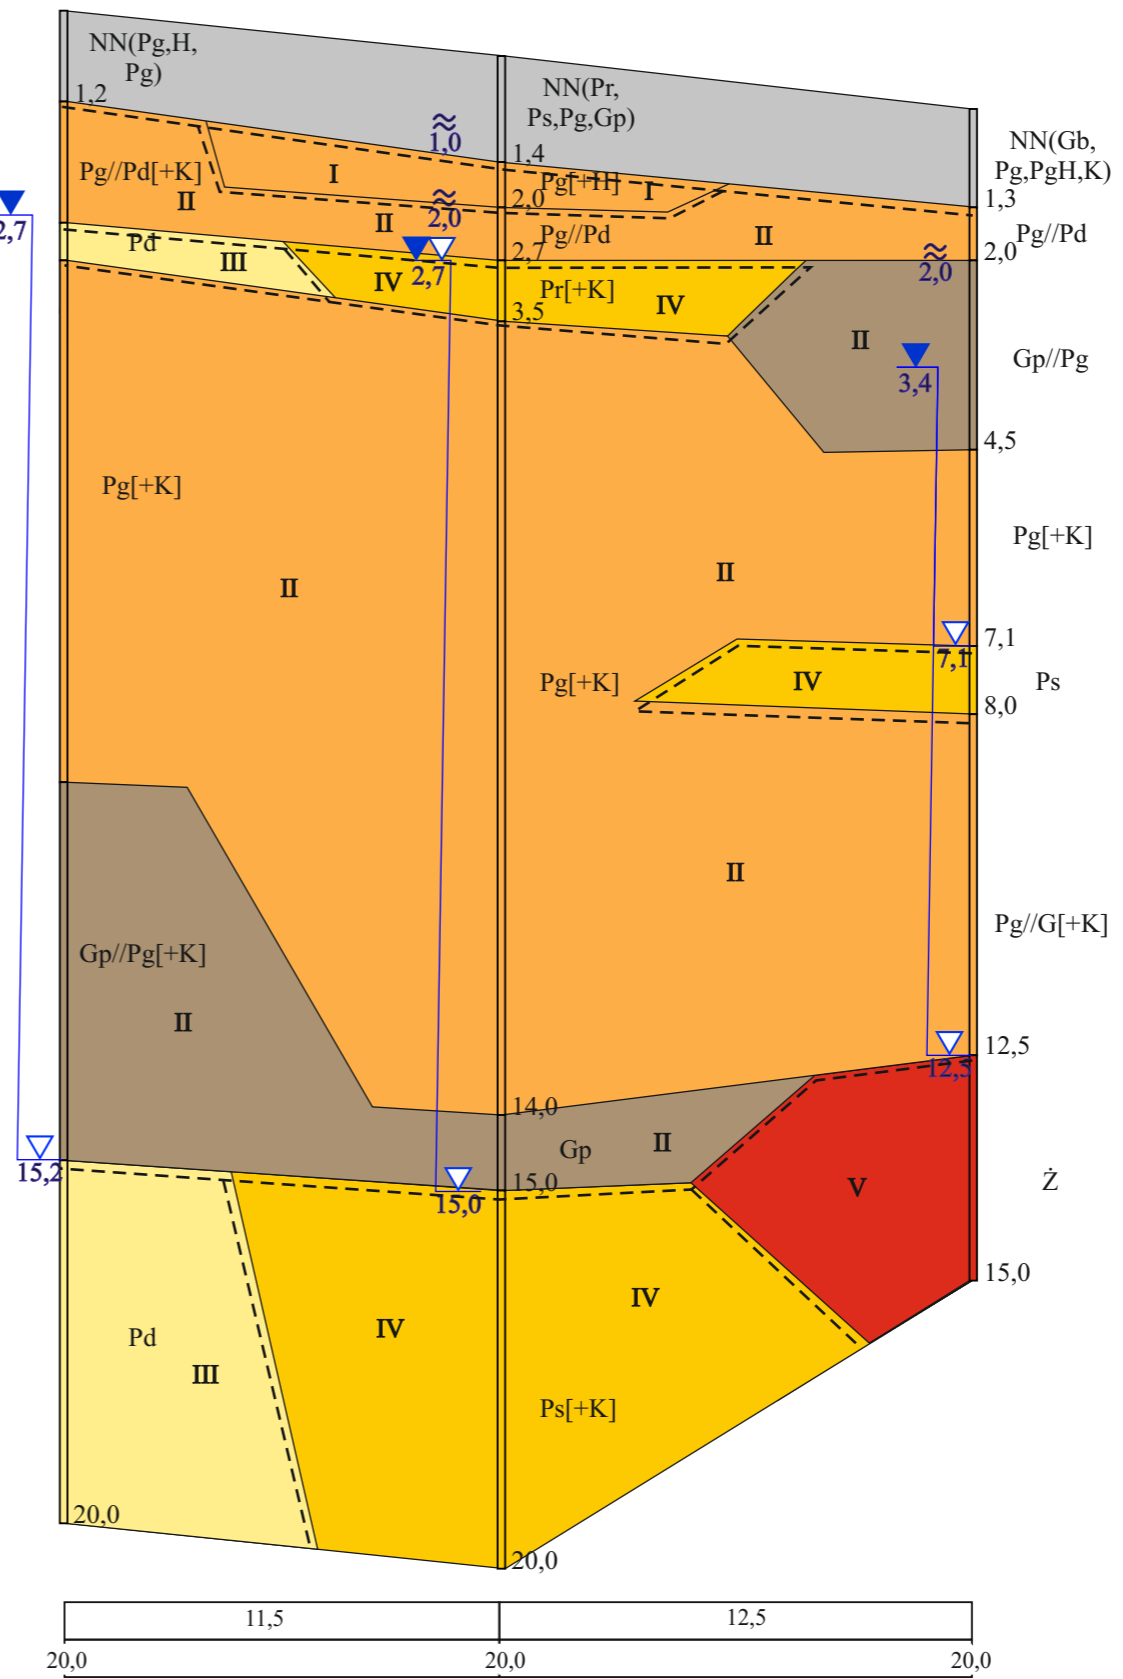 NN(Pg,H,
Pg)
NN(Pr,
Ps,Pg,Gp)
NN(Gb,
Pg,PgH,K)
1,2
1,0
1,4
1,3
Pg//Pd[+K]
I
Pg[+H]
I
II
2,0
2,0
2,7
II
Pg//Pd
II
Pg//Pd
2,0
2,0
Pd
III
2,7
2,7
IV
Pr[+K]
IV
3,5
II
Gp//Pg
3,4
4,5
Pg[+K]
Pg[+K]
II
II
7,1
7,1
Pg[+K]
IV
Ps
8,0
II
Pg//G[+K]
Gp//Pg[+K]
II
12,5
12,5
14,0
Gp
II
15,2
15,0
15,0
V
Ż
15,0
IV
IV
Pd
III
Ps[+K]
20,0
20,0
11,5
12,5
20,0
20,0
20,0